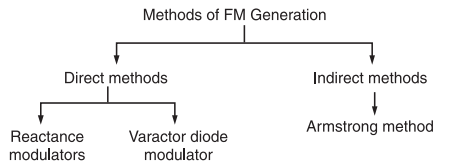 Methods of FM Generation
Direct methods
Indirect methods
Reactance
modulators
Varactor diode
modulator
Armstrong method